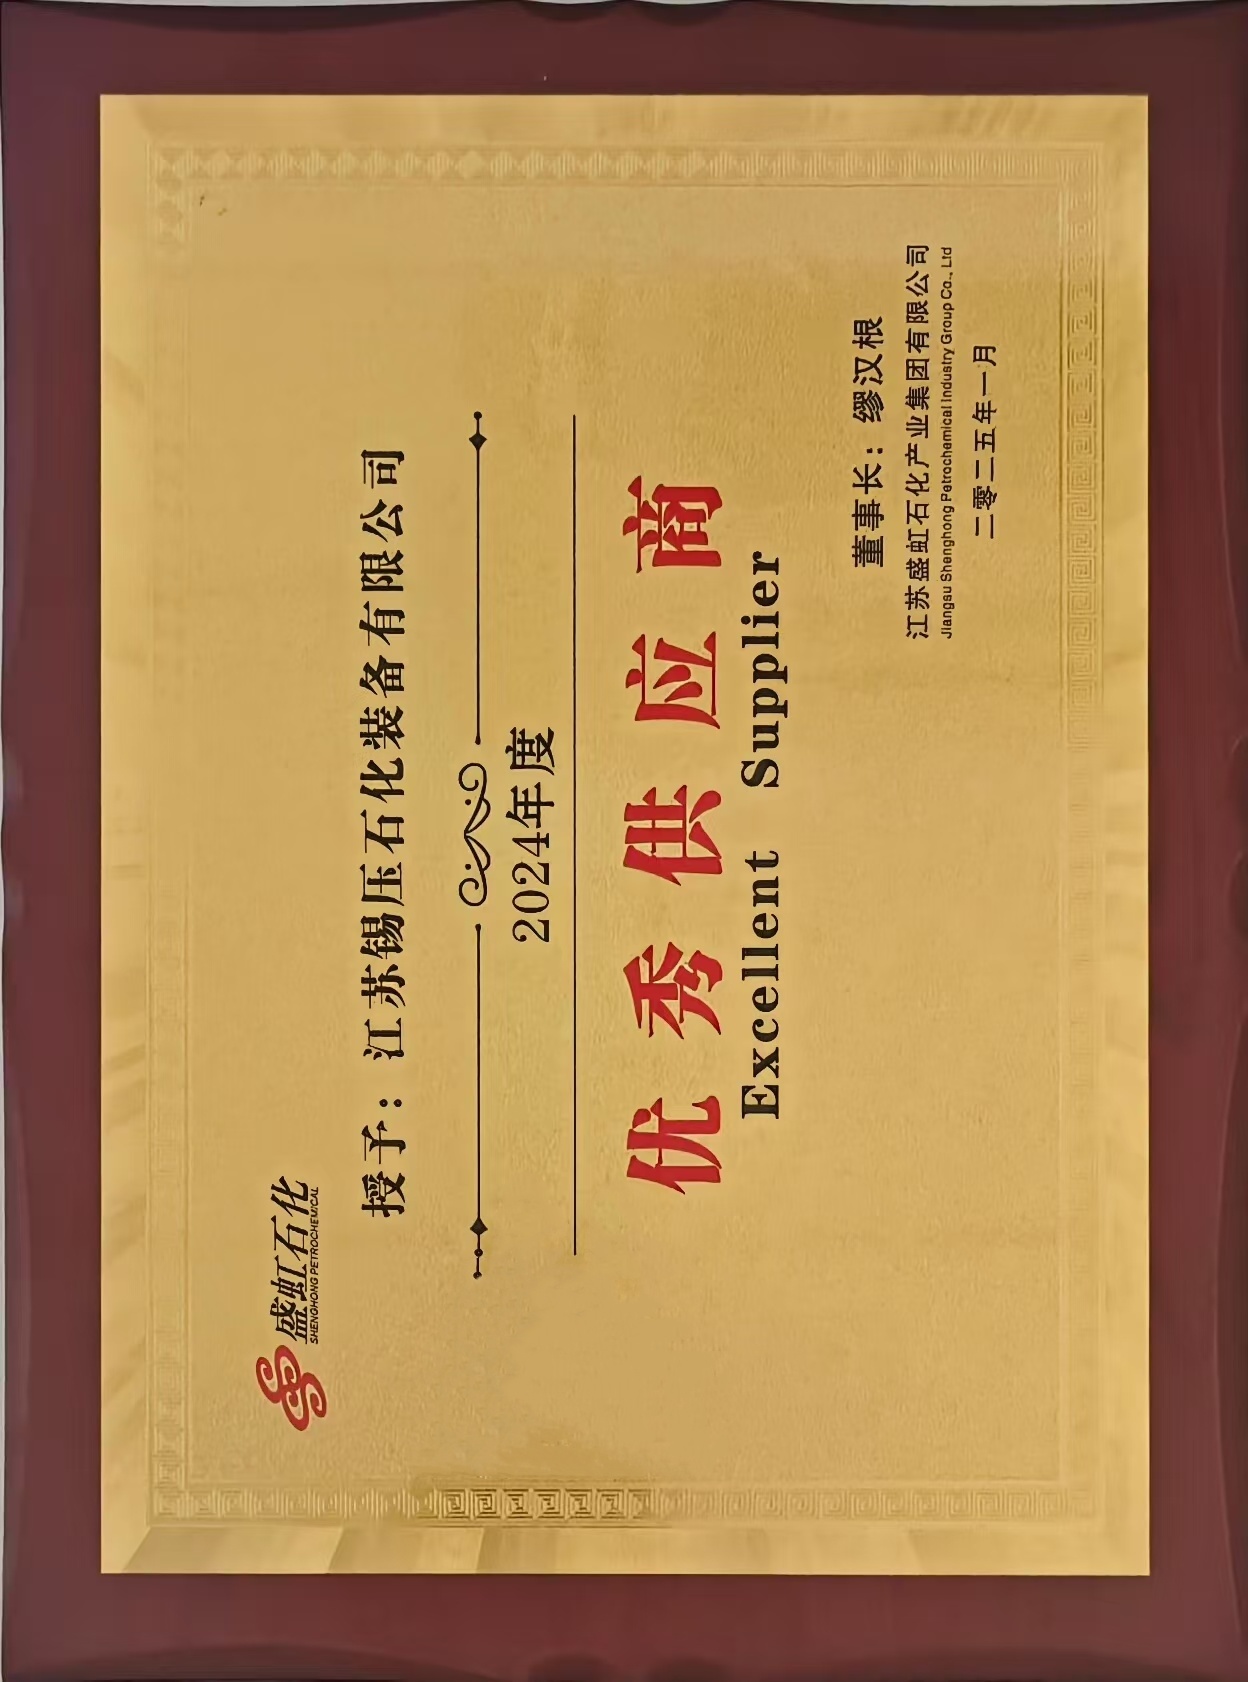 盛虹石化
SHENGHONG PETROCHEMICAL
授予：江苏锡压石化装备有限公司
2024年度
优秀供应商
Excellent Supplier
董事长：缪汉根
江苏盛虹石化产业集团有限公司
Jiangsu Shenghong Petrochemical Industry Group Co., Ltd
二零二五年一月